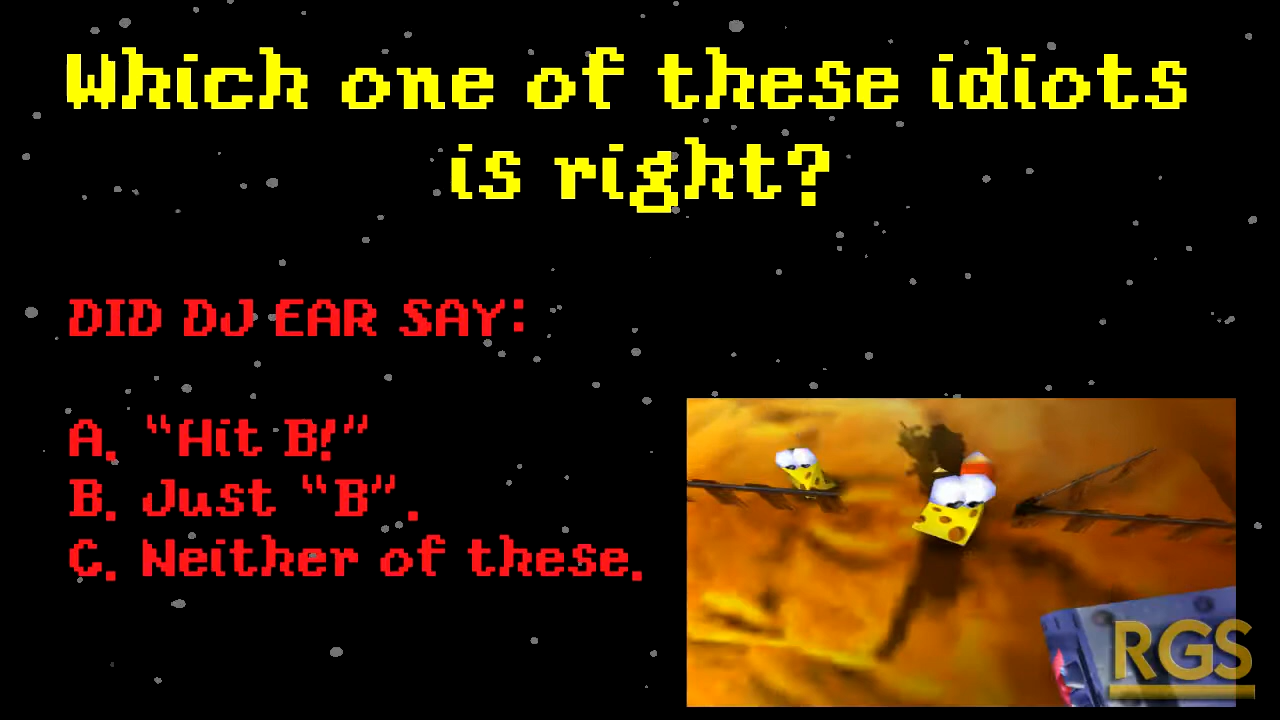 Which one of these idiots
is right?
DID DJ EAR SAY:
A. "Hit B!"
B. Just "B".
C. Neither of these.
RGS